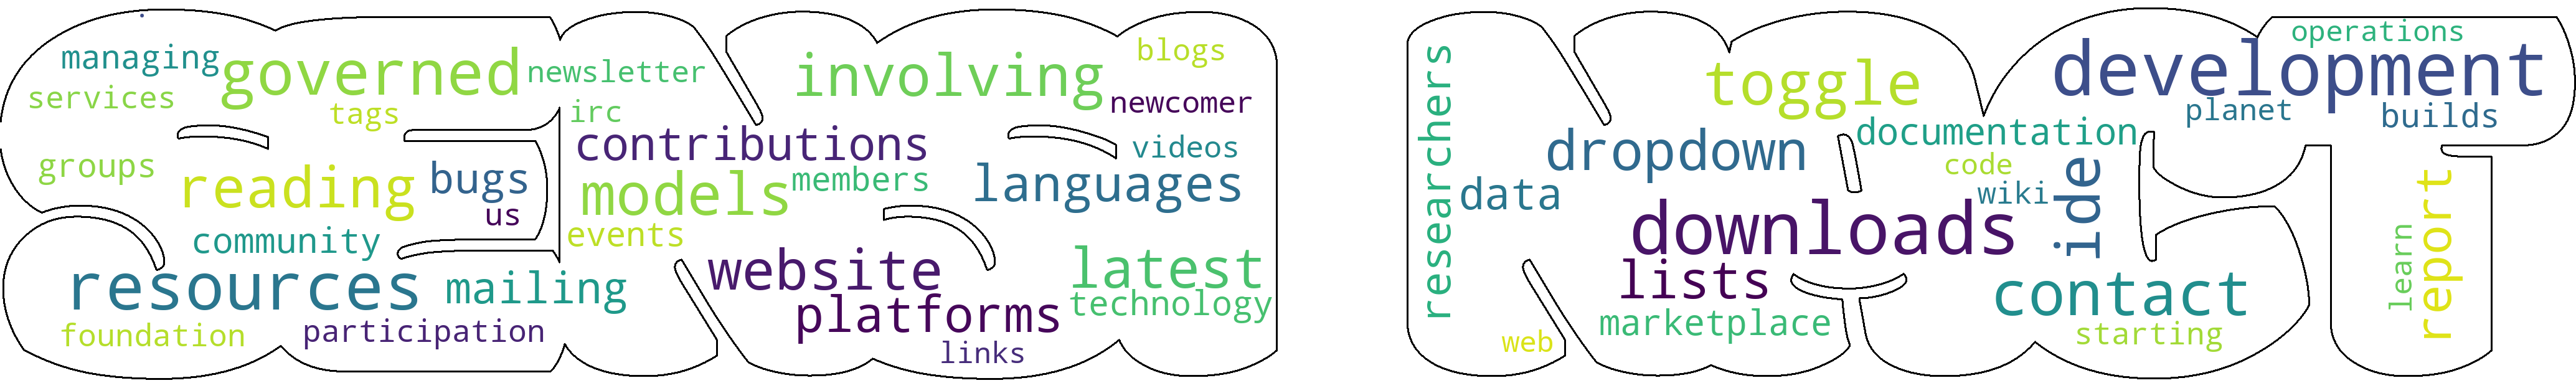 managing
governed
newsletter
involving
blogs
services
tags
irc
newcomer
contributions
videos
groups
reading
bugs
models
members
languages
us
community
events
resources
mailing
website
latest
platforms
technology
foundation
participation
links
researchers
toggle
development
operations
planet
builds
dropdown
documentation
code
data
wiki
ide
downloads
lists
contact
marketplace
starting
web
learn
report